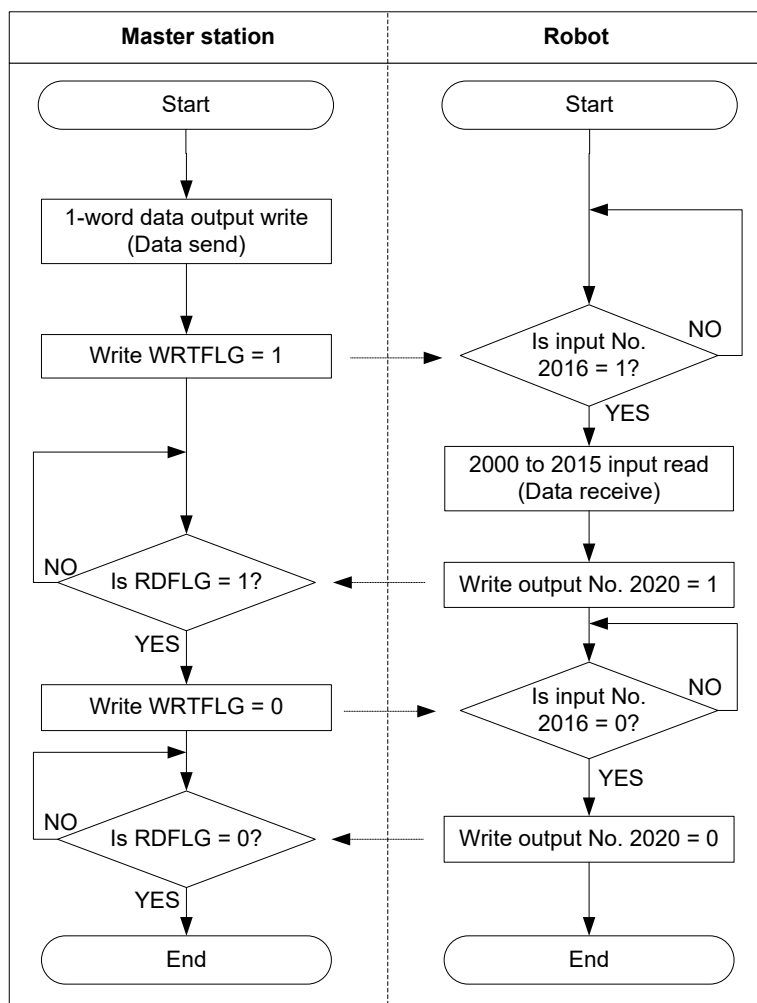 Master station
Robot
Start
1-word data output write
(Data send)
Write WRTFLG = 1
NO
Is RDFLG = 1?
YES
Write WRTFLG = 0
NO
Is RDFLG = 0?
YES
End
Start
Is input No.
2016 = 1?
NO
YES
2000 to 2015 input read
(Data receive)
Write output No. 2020 = 1
Is input No.
2016 = 0?
NO
YES
Write output No. 2020 = 0
End